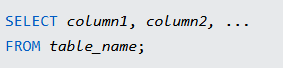 SELECT column1, column2, ...
FROM table_name;